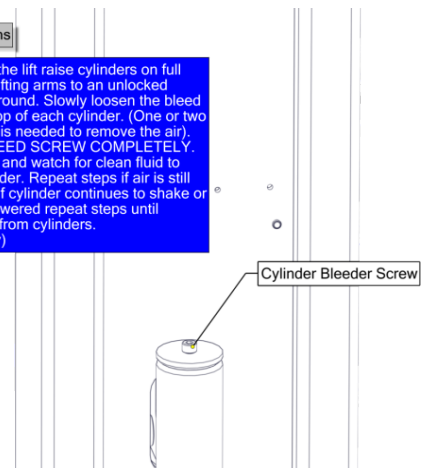 ns
the lift raise cylinders on full
fting arms to an unlocked
round. Slowly loosen the bleed
op of each cylinder. (One or two
is needed to remove the air).
EED SCREW COMPLETELY.
and watch for clean fluid to
der. Repeat steps if air is still
f cylinder continues to shake or
wered repeat steps until
from cylinders.
)
Cylinder Bleeder Screw